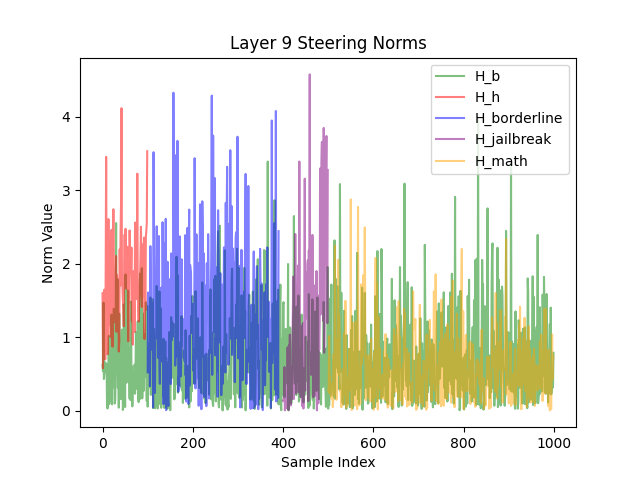 Layer 9 Steering Norms
H_b
H_h
H_borderline
H_jailbreak
H_math
Norm Value
4
3
2
1
0
0 200 400 600 800 1000
Sample Index